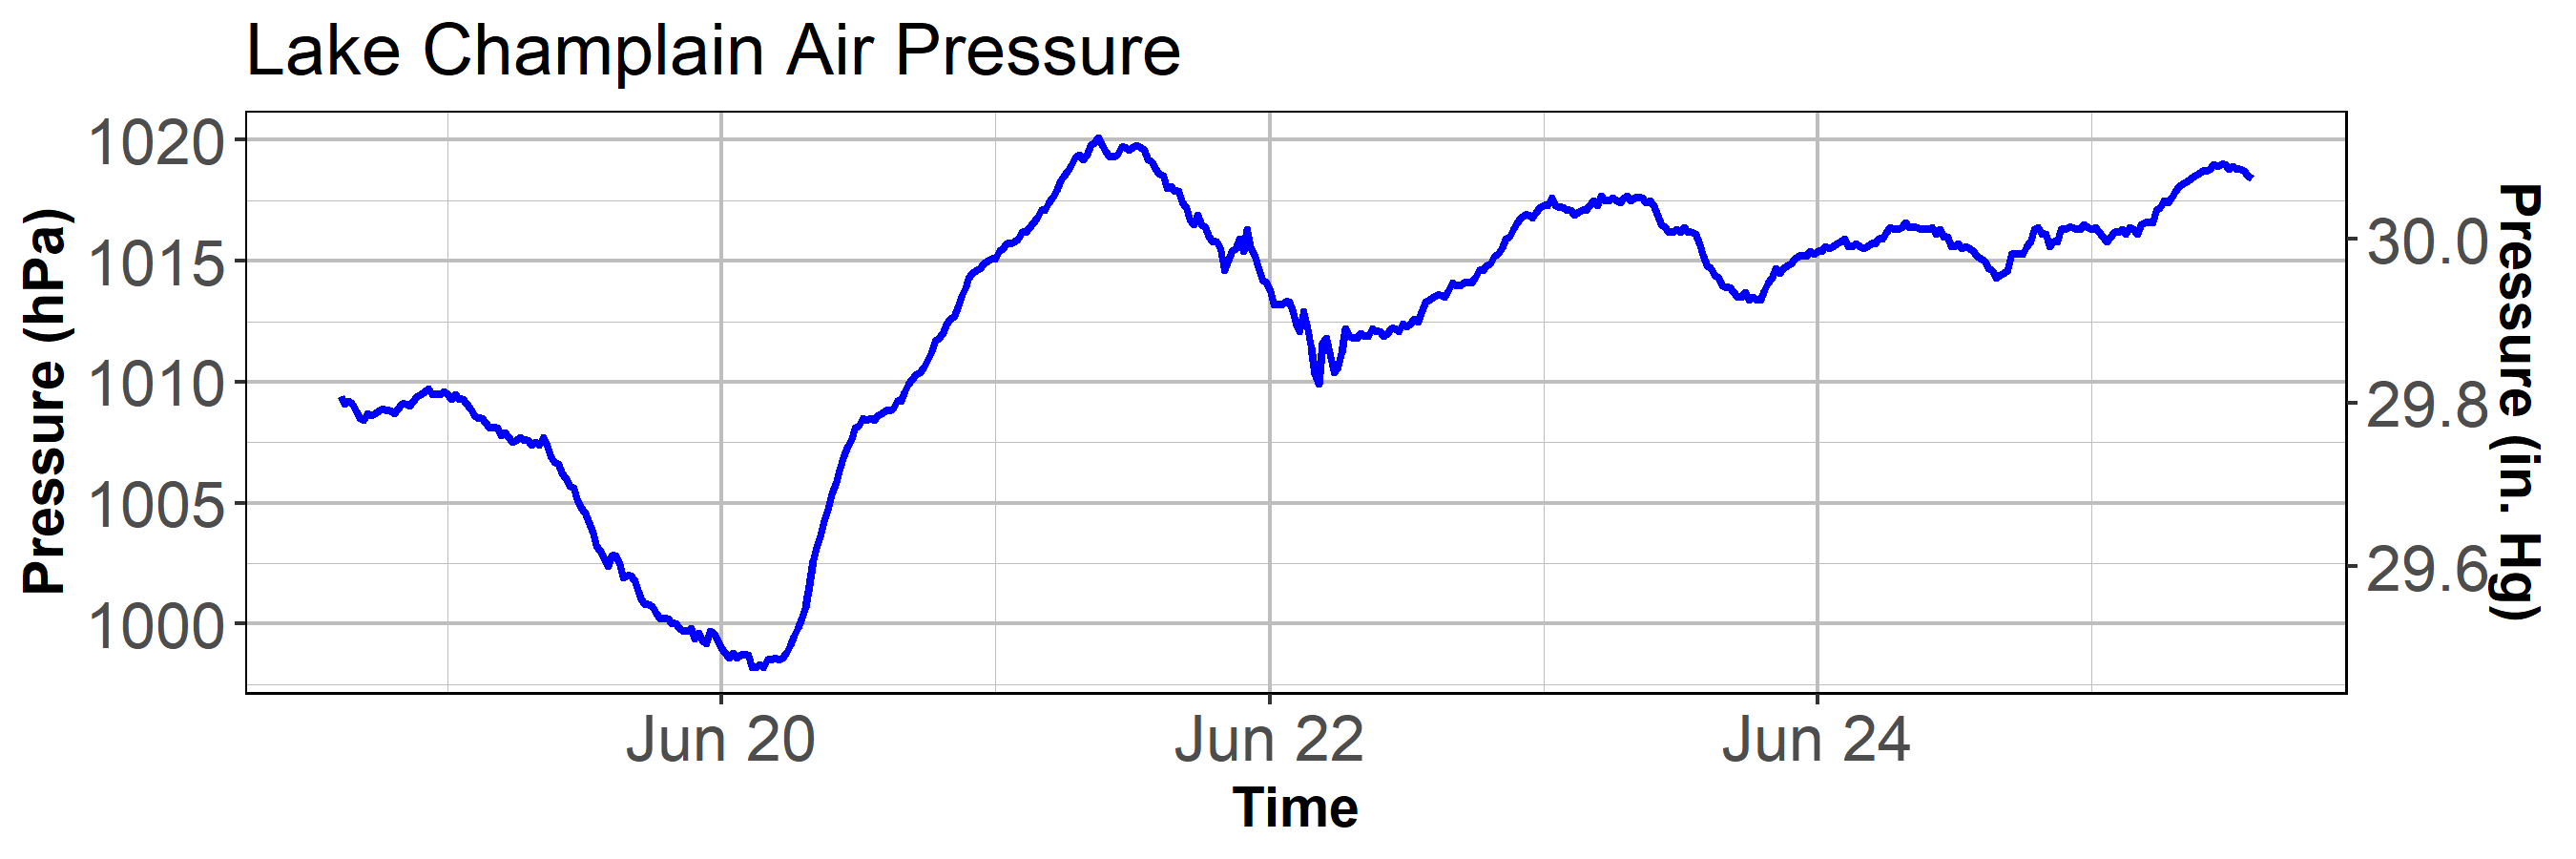 Lake Champlain Air Pressure
Pressure (hPa)
1020
1015
1010
1005
1000
30.0
29.8
29.6
Pressure (in. Hg)
Jun 20 Jun 22 Jun 24
Time